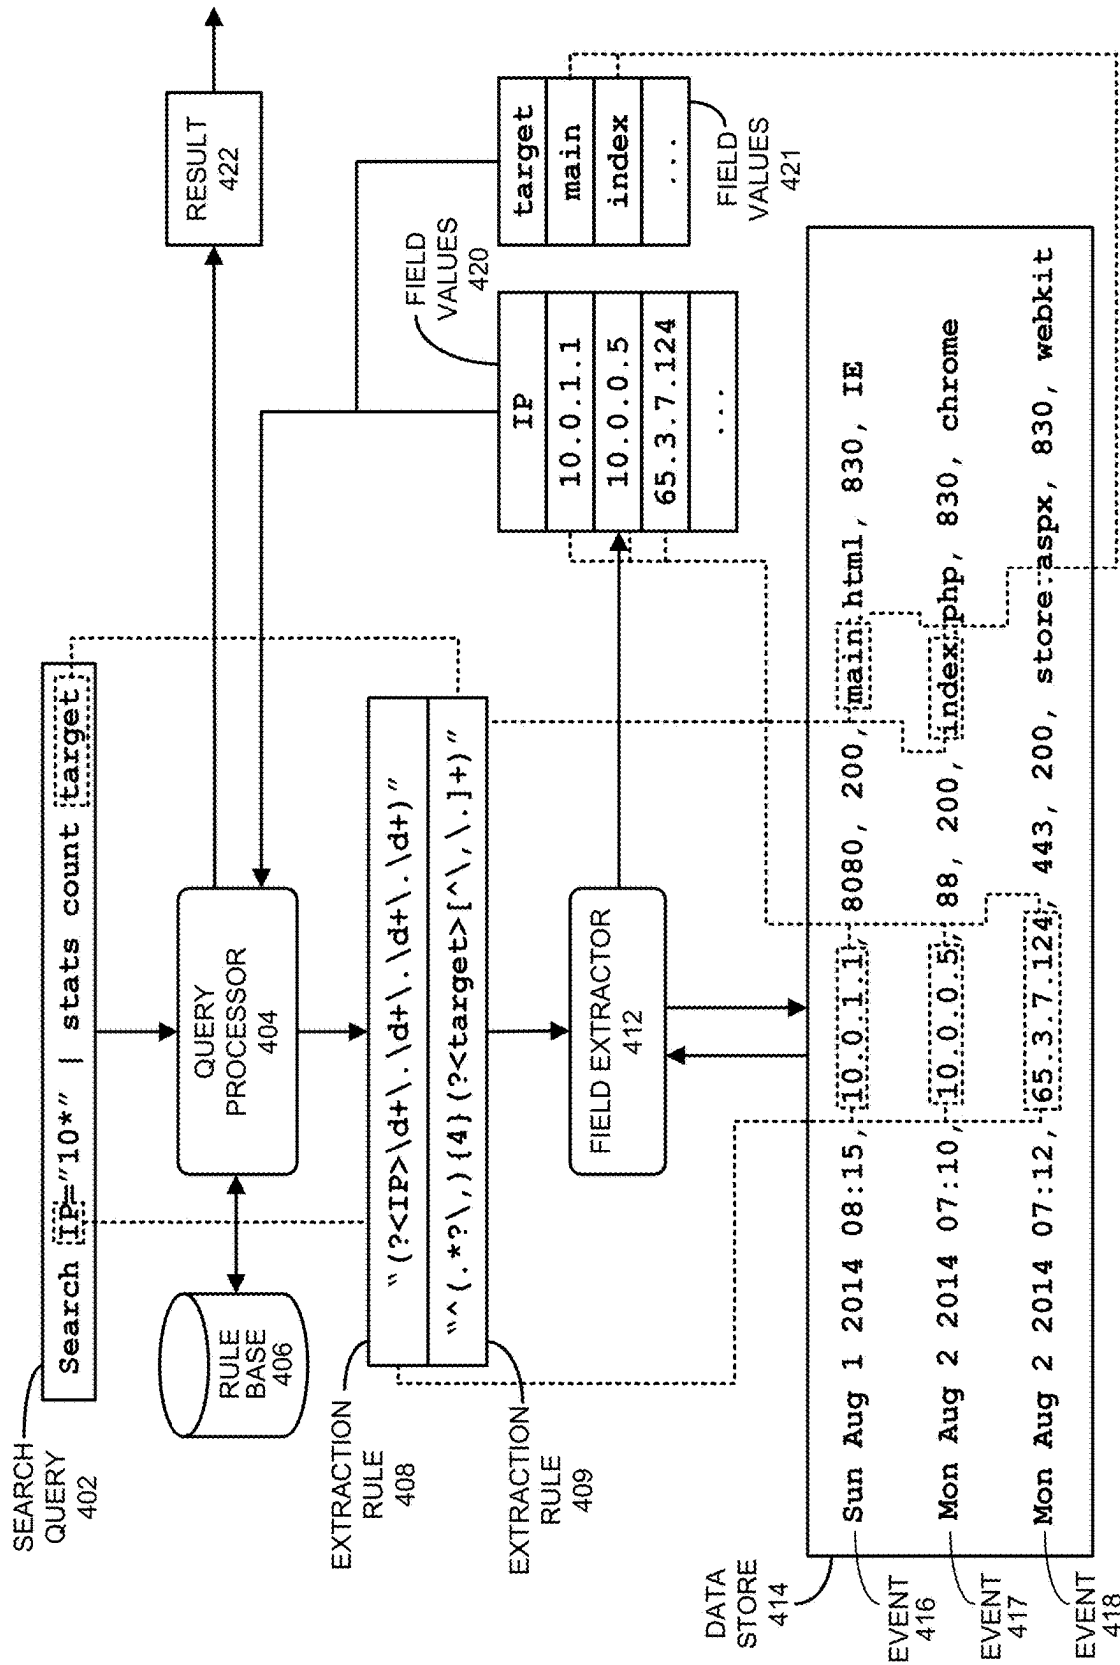 SEARCH
QUERY
402
Search IP="10*" | stats count target
RULE
BASE
406
QUERY
PROCESSOR
404
RESULT
422
EXTRACTION
RULE
408
"(?<IP>\d+\.\d+\.\d+\.\d+)"
EXTRACTION
RULE
409
"^(.*?\,){4}(?<target>[^\,\.]+)"
FIELD EXTRACTOR
412
FIELD
VALUES
420
IP
10.0.1.1
10.0.0.5
65.3.7.124
...
target
main
index
...
FIELD
VALUES
421
DATA
STORE
414
EVENT
416
Sun Aug 1 2014 08:15, 10.0.1.1, 8080, 200, main.html, 830, IE
EVENT
417
Mon Aug 2 2014 07:10, 10.0.0.5, 88, 200, index.php, 830, chrome
EVENT
418
Mon Aug 2 2014 07:12, 65.3.7.124, 443, 200, store.aspx, 830, webkit